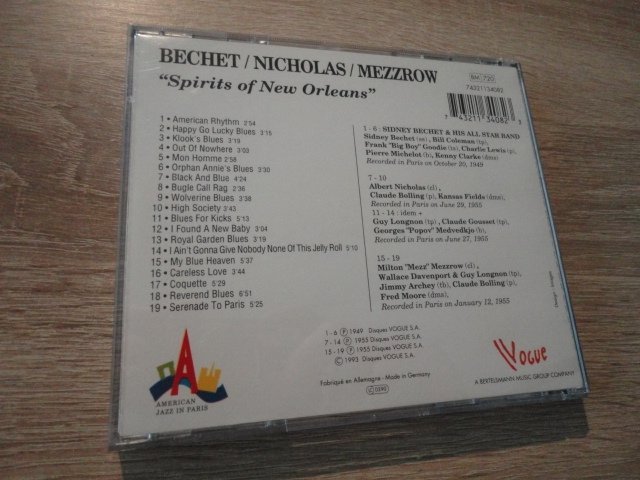 BECHET / NICHOLAS / MEZZROW
"Spirits of New Orleans"
BM 720
74321134082
7 43211 34082 3
1 • American Rhythm 2:54
2 • Happy Go Lucky Blues 3:15
3 • Klook's Blues 3:19
4 • Out Of Nowhere 3:03
5 • Mon Homme 2:58
6 • Orphan Annie's Blues 3:30
7 • Black And Blue 4:24
8 • Bugle Call Rag 2:56
9 • Wolverine Blues 3:38
10 • High Society 3:43
11 • Blues For Kicks 5:13
12 • I Found A New Baby 3:04
13 • Royal Garden Blues 3:19
14 • I Ain't Gonna Give Nobody None Of This Jelly Roll 5:10
15 • My Blue Heaven 5:37
16 • Careless Love 3:44
17 • Coquette 5:29
18 • Reverend Blues 6:51
19 • Serenade To Paris 5:25
1 - 6 : SIDNEY BECHET & HIS ALL STAR BAND
Sidney Bechet (ss), Bill Coleman (tp),
Frank "Big Boy" Goodie (ts), Charlie Lewis (p),
Pierre Michelot (b), Kenny Clarke (dms)
Recorded in Paris on October 20, 1949
7 - 10
Albert Nicholas (cl),
Claude Bolling (p), Kansas Fields (dms),
Recorded in Paris on June 29, 1955
11 - 14 : idem +
Guy Longnon (tp), Claude Gousset (tp),
Georges "Popov" Medvedkjo (b)
Recorded in Paris on June 27, 1955
15 - 19
Milton "Mezz" Mezzrow (cl),
Wallace Davenport & Guy Longnon (tp),
Jimmy Archey (tb), Claude Bolling (p),
Fred Moore (dms),
Recorded in Paris on January 12, 1955
1 - 6 Ⓟ 1949 Disques VOGUE S.A.
7 - 14 Ⓟ 1955 Disques VOGUE S.A.
15 - 19 Ⓟ 1955 Disques VOGUE S.A.
© 1993 Disques VOGUE S.A.
Fabriqué en Allemagne - Made in Germany
AMERICAN
JAZZ IN PARIS
VOGUE
A BERTELSMANN MUSIC GROUP COMPANY